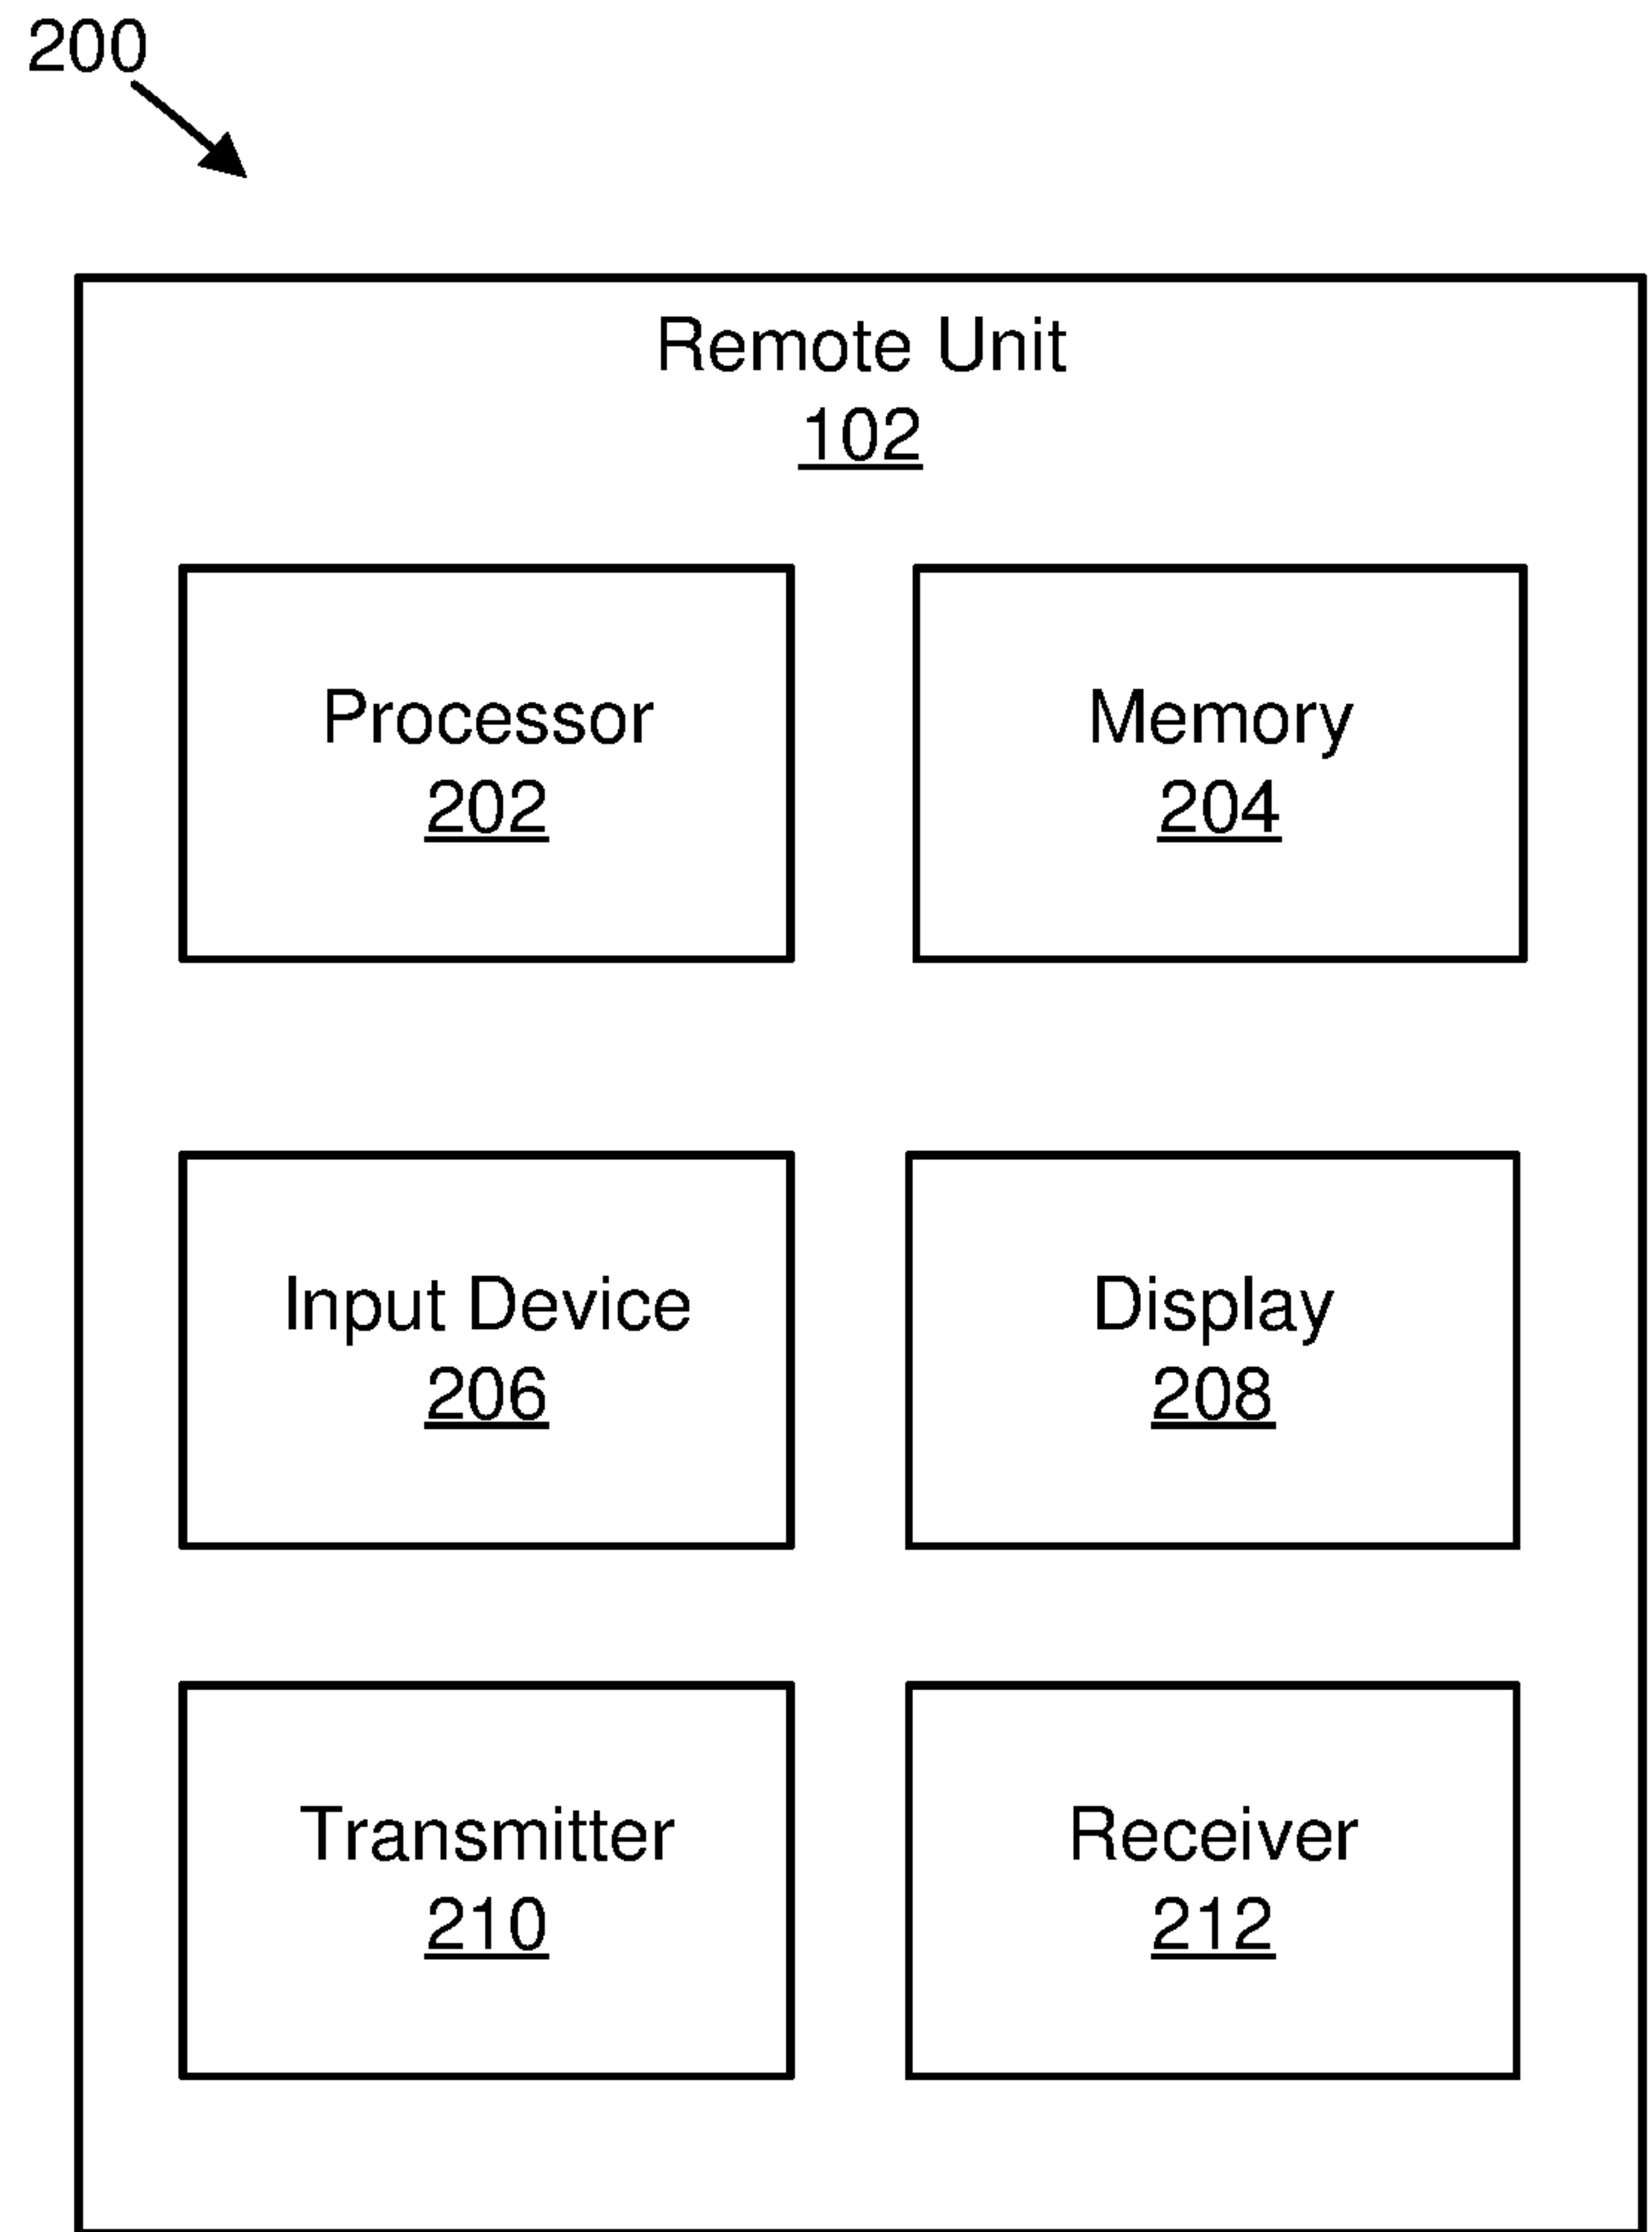 200
Remote Unit
102
Processor
202
Memory
204
Input Device
206
Display
208
Transmitter
210
Receiver
212